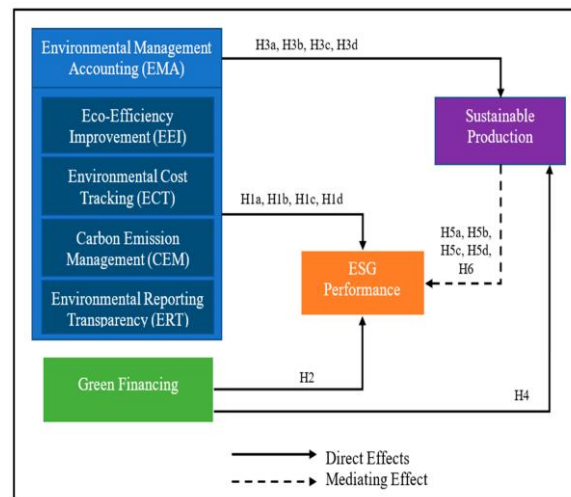 Environmental Management
Accounting (EMA)
Eco-Efficiency
Improvement (EEI)
Environmental Cost
Tracking (ECT)
Carbon Emission
Management (CEM)
Environmental Reporting
Transparency (ERT)
Green Financing
H3a, H3b, H3c, H3d
Sustainable
Production
H1a, H1b, H1c, H1d
H5a, H5b,
H5c, H5d,
H6
ESG
Performance
H2
H4
Direct Effects
Mediating Effect